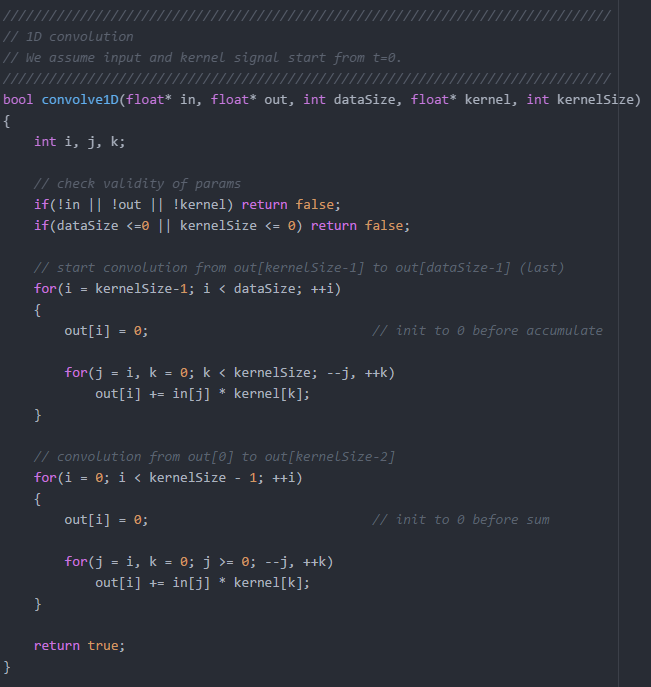 ///////////////////////////////////////////////////////////////////////////////
// 1D convolution
// We assume input and kernel signal start from t=0.
///////////////////////////////////////////////////////////////////////////////
bool convolve1D(float* in, float* out, int dataSize, float* kernel, int kernelSize)
{
    int i, j, k;

    // check validity of params
    if(!in || !out || !kernel) return false;
    if(dataSize <=0 || kernelSize <= 0) return false;

    // start convolution from out[kernelSize-1] to out[dataSize-1] (last)
    for(i = kernelSize-1; i < dataSize; ++i)
    {
        out[i] = 0;                             // init to 0 before accumulate

        for(j = i, k = 0; k < kernelSize; --j, ++k)
            out[i] += in[j] * kernel[k];
    }

    // convolution from out[0] to out[kernelSize-2]
    for(i = 0; i < kernelSize - 1; ++i)
    {
        out[i] = 0;                             // init to 0 before sum

        for(j = i, k = 0; j >= 0; --j, ++k)
            out[i] += in[j] * kernel[k];
    }

    return true;
}